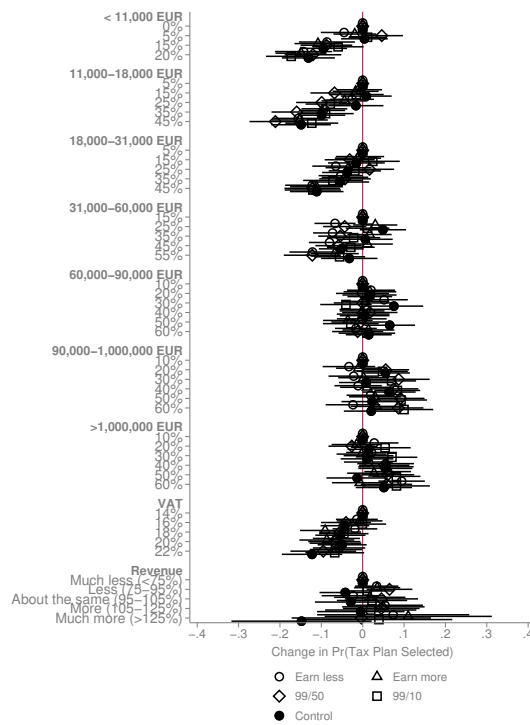 < 11,000 EUR
0%
5%
15%
20%
11,000–18,000 EUR
5%
15%
25%
35%
45%
18,000–31,000 EUR
5%
15%
25%
35%
45%
31,000–60,000 EUR
15%
25%
35%
45%
55%
60,000–90,000 EUR
10%
20%
30%
40%
50%
60%
90,000–1,000,000 EUR
10%
20%
30%
40%
50%
60%
>1,000,000 EUR
10%
20%
30%
40%
50%
60%
VAT
14%
16%
18%
20%
22%
Revenue
Much less (<75%)
Less (75–95%)
About the same (95–105%)
More (105–125%)
Much more (>125%)
-.4 -.3 -.2 -.1 0 .1 .2 .3 .4
Change in Pr(Tax Plan Selected)
Earn less Earn more
99/50 99/10
Control